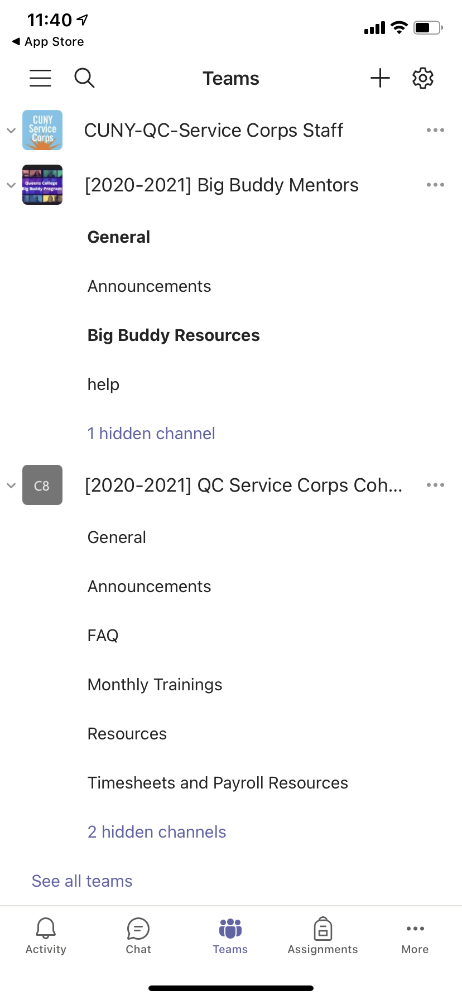 11:40
App Store
Teams
CUNY
Service
Corps
CUNY-QC-Service Corps Staff
Queens College
Big Buddy Program
[2020-2021] Big Buddy Mentors
General
Announcements
Big Buddy Resources
help
1 hidden channel
C8
[2020-2021] QC Service Corps Coh...
General
Announcements
FAQ
Monthly Trainings
Resources
Timesheets and Payroll Resources
2 hidden channels
See all teams
Activity
Chat
Teams
Assignments
More